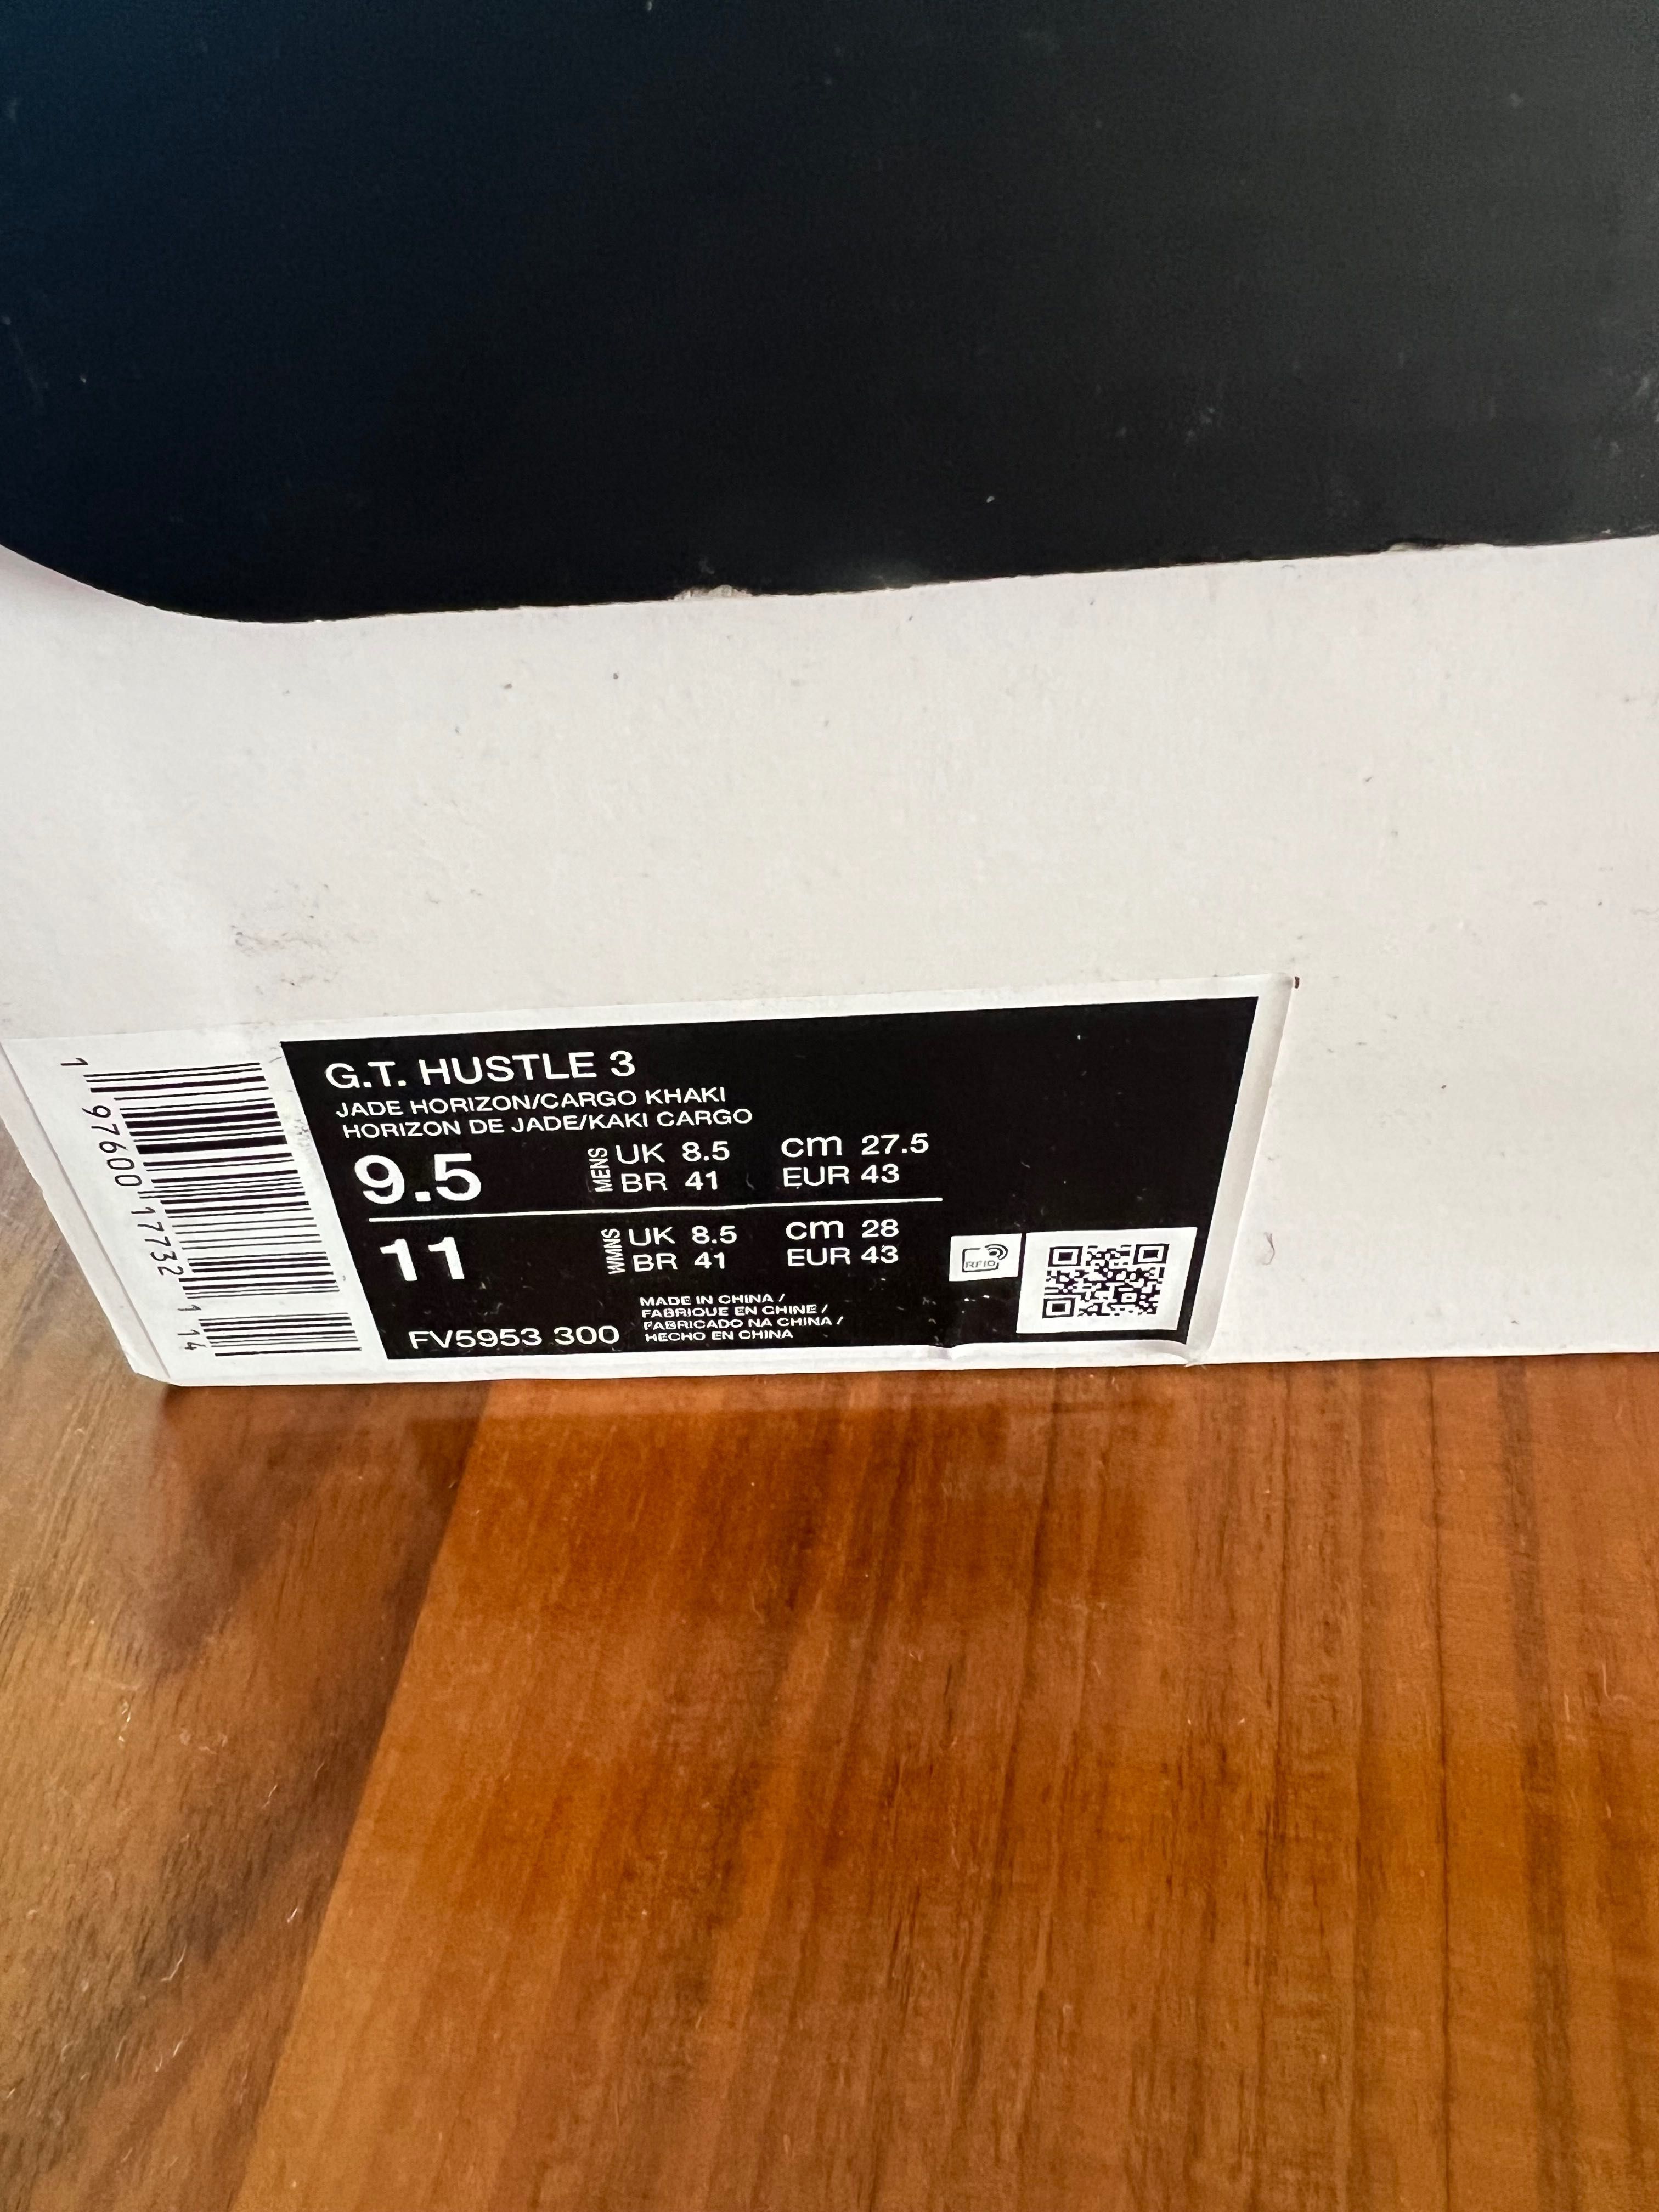 G.T. HUSTLE 3
JADE HORIZON/CARGO KHAKI
HORIZON DE JADE/KAKI CARGO
9.5 MENS UK 8.5 cm 27.5
BR 41 EUR 43
11 WMNS UK 8.5 cm 28
BR 41 EUR 43
FV5953 300
MADE IN CHINA /
FABRIQUE EN CHINE /
FABRICADO NA CHINA /
HECHO EN CHINA
RFID
1 97600 17732 1 14